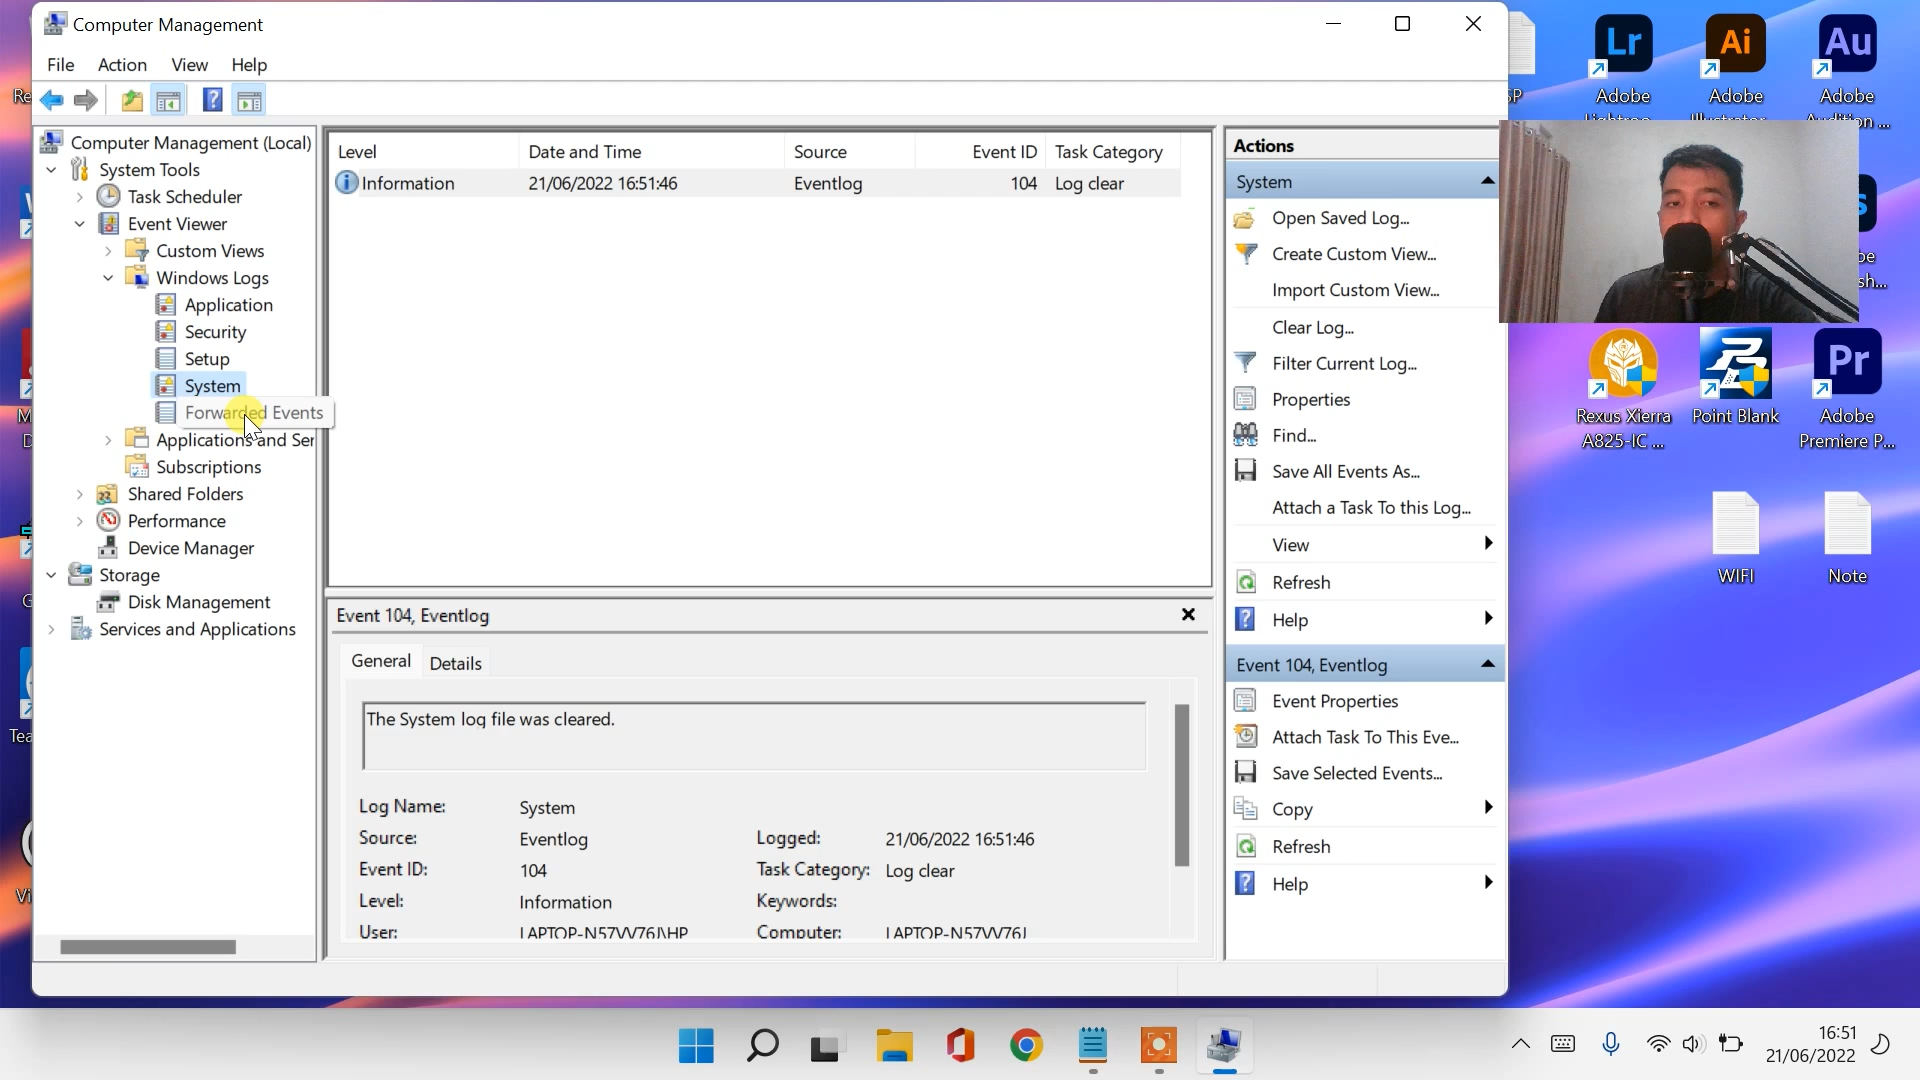 Computer Management
File Action View Help
Computer Management (Local)
System Tools
Task Scheduler
Event Viewer
Custom Views
Windows Logs
Application
Security
Setup
System
Forwarded Events
Applications and Ser
Subscriptions
Shared Folders
Performance
Device Manager
Storage
Disk Management
Services and Applications
Level Date and Time Source Event ID Task Category
Information 21/06/2022 16:51:46 Eventlog 104 Log clear
Event 104, Eventlog
General Details
The System log file was cleared.
Log Name: System
Source: Eventlog Logged: 21/06/2022 16:51:46
Event ID: 104 Task Category: Log clear
Level: Information Keywords:
User: LAPTOP-N57VV76J\HP Computer: LAPTOP-N57VV76J
Actions
System
Open Saved Log...
Create Custom View...
Import Custom View...
Clear Log...
Filter Current Log...
Properties
Find...
Save All Events As...
Attach a Task To this Log...
View
Refresh
Help
Event 104, Eventlog
Event Properties
Attach Task To This Eve...
Save Selected Events...
Copy
Refresh
Help
Lr Ai Au
Adobe Adobe Adobe
Audition ...
Pr
Rexus Xierra Point Blank Adobe
A825-IC ... Premiere P...
WIFI Note
16:51
21/06/2022